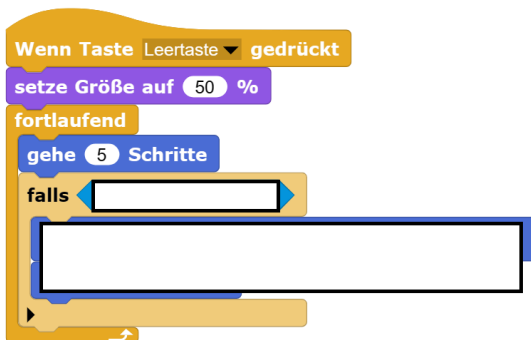 Wenn Taste Leertaste gedrückt
setze Größe auf 50 %
fortlaufend
gehe 5 Schritte
falls